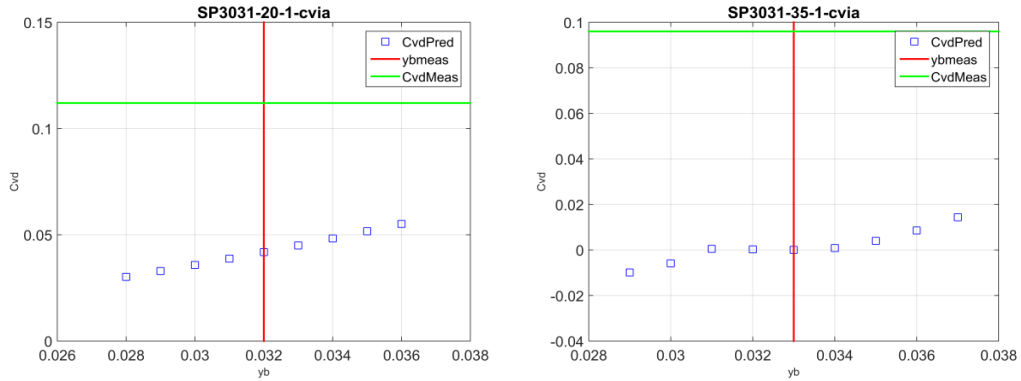 SP3031-20-1-cvia
0.15
0.1
0.05
0
Cvd
0.026
0.028
0.03
0.032
0.034
0.036
0.038
yb
CvdPred
ybmeas
CvdMeas
SP3031-35-1-cvia
0.1
0.08
0.06
0.04
0.02
0
-0.02
-0.04
Cvd
0.028
0.03
0.032
0.034
0.036
0.038
yb
CvdPred
ybmeas
CvdMeas